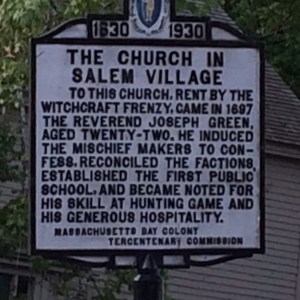 1630 1930
THE CHURCH IN
SALEM VILLAGE
TO THIS CHURCH, RENT BY THE
WITCHCRAFT FRENZY, CAME IN 1697
THE REVEREND JOSEPH GREEN,
AGED TWENTY-TWO. HE INDUCED
THE MISCHIEF MAKERS TO CON-
FESS, RECONCILED THE FACTIONS,
ESTABLISHED THE FIRST PUBLIC
SCHOOL, AND BECAME NOTED FOR
HIS SKILL AT HUNTING GAME AND
HIS GENEROUS HOSPITALITY.
MASSACHUSETTS BAY COLONY
TERCENTENARY COMMISSION